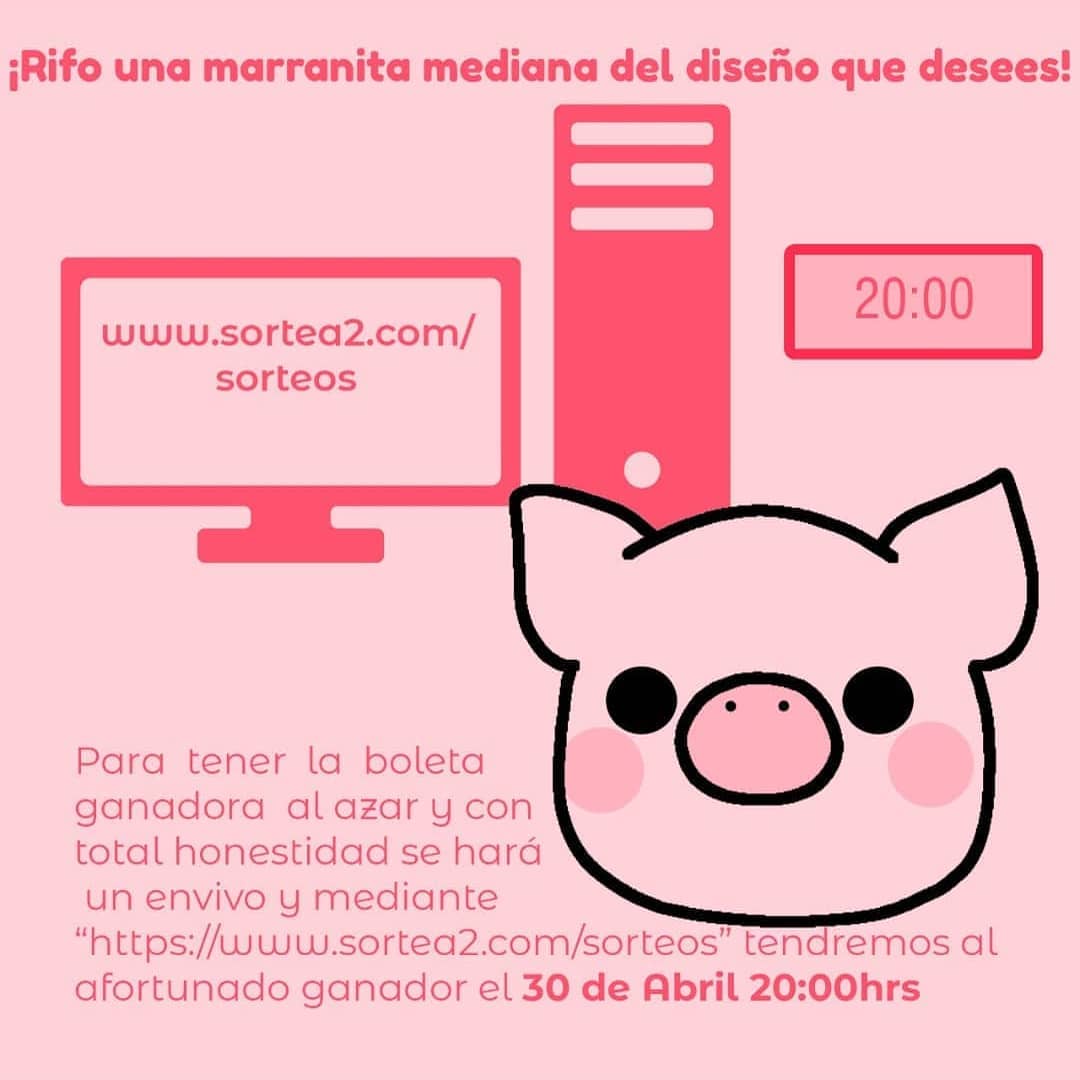 ¡Rifo una marranita mediana del diseño que desees!
www.sortea2.com/
sorteos
20:00
Para tener la boleta
ganadora al azar y con
total honestidad se hará
un envivo y mediante
“https://www.sortea2.com/sorteos” tendremos al
afortunado ganador el 30 de Abril 20:00hrs